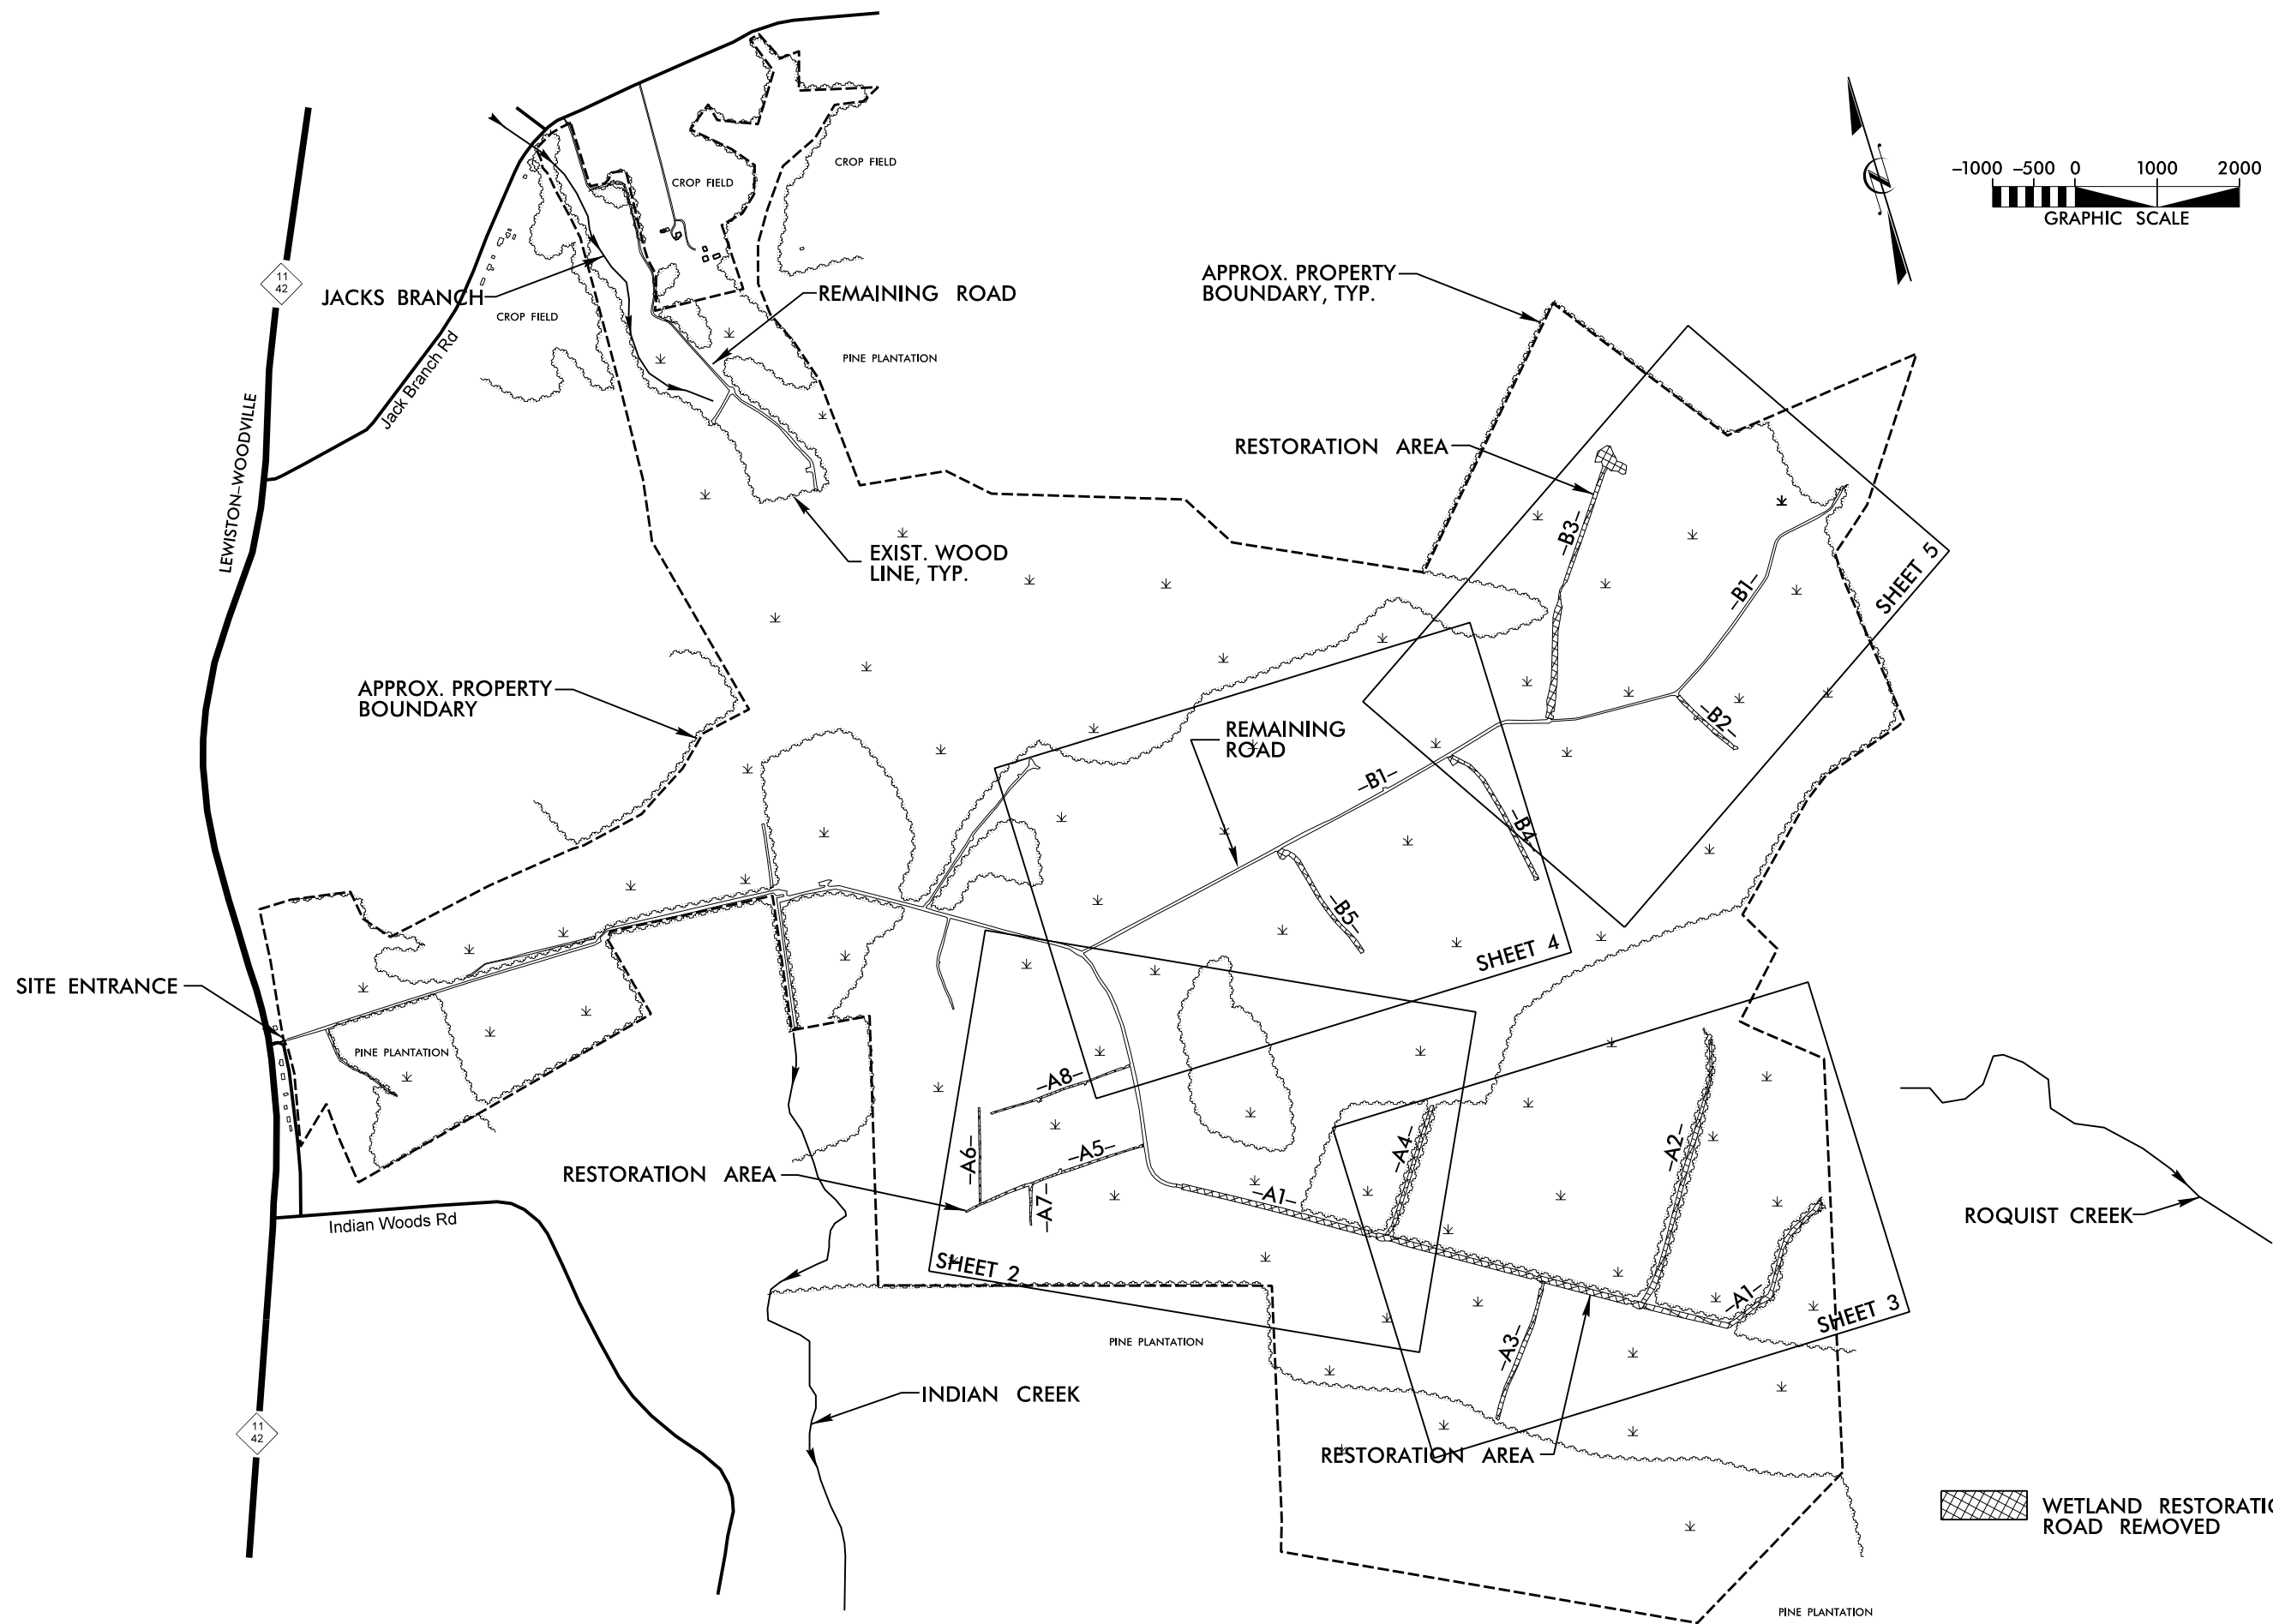 CROP FIELD
CROP FIELD
-1000 -500 0 1000 2000
GRAPHIC SCALE
N
11
42
JACKS BRANCH
REMAINING ROAD
APPROX. PROPERTY
BOUNDARY, TYP.
CROP FIELD
Jack Branch Rd
PINE PLANTATION
LEWISTON-WOODVILLE
RESTORATION AREA
-B3-
EXIST. WOOD
LINE, TYP.
-B1-
SHEET 5
APPROX. PROPERTY
BOUNDARY
REMAINING
ROAD
-B2-
-B1-
-B4-
-B5-
SHEET 4
SITE ENTRANCE
PINE PLANTATION
-A8-
-A6-
-A5-
-A7-
-A4-
-A2-
RESTORATION AREA
-A1-
ROQUIST CREEK
Indian Woods Rd
SHEET 2
-A1-
SHEET 3
PINE PLANTATION
-A3-
INDIAN CREEK
11
42
RESTORATION AREA
WETLAND RESTORATI
ROAD REMOVED
PINE PLANTATION